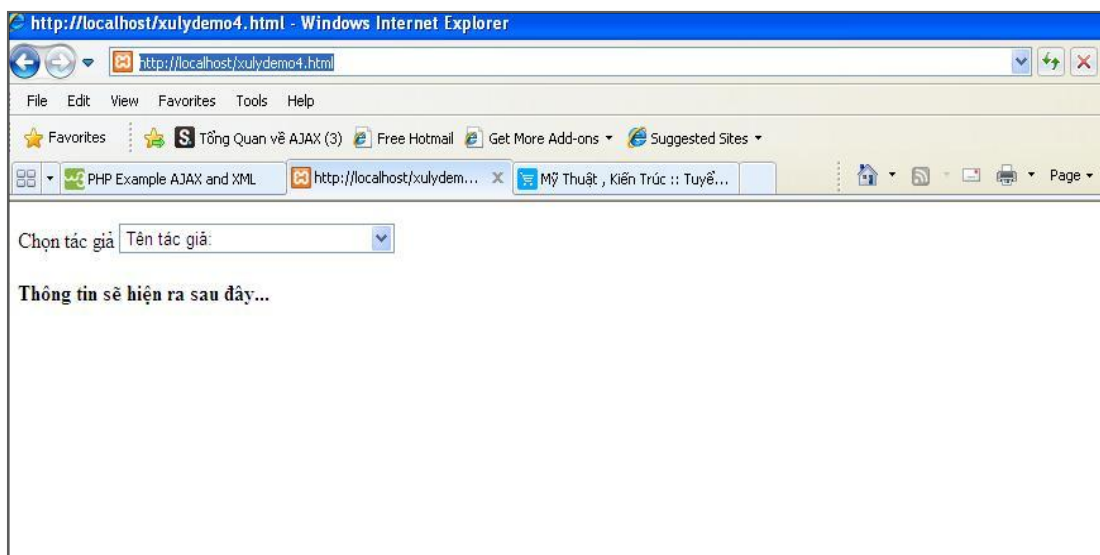 http://localhost/xulydemo4.html - Windows Internet Explorer
http://localhost/xulydemo4.html
File Edit View Favorites Tools Help
Favorites S. Tổng Quan về AJAX (3) Free Hotmail Get More Add-ons Suggested Sites
PHP Example AJAX and XML http://localhost/xulydem... Mỹ Thuật , Kiến Trúc :: Tuyể... Page
Chọn tác giả Tên tác giả:
Thông tin sẽ hiện ra sau đây...